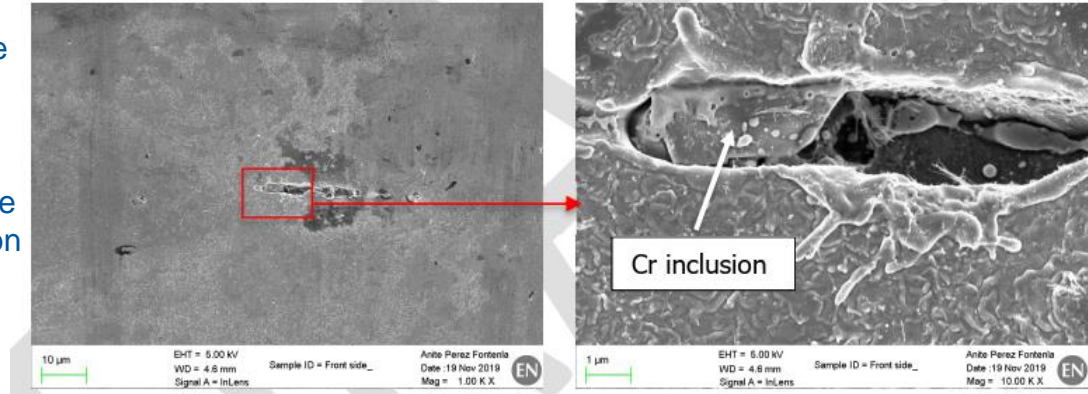 e
e
on
Cr inclusion
10 µm
EHT = 5.00 kV
WD = 4.6 mm
Signal A = InLens
Sample ID = Front side_
Anite Perez Fontenla
Date :19 Nov 2019
Mag = 1.00 K X
EN
1 µm
EHT = 5.00 kV
WD = 4.6 mm
Signal A = InLens
Sample ID = Front side_
Anite Perez Fontenla
Date :19 Nov 2019
Mag = 10.00 K X
EN